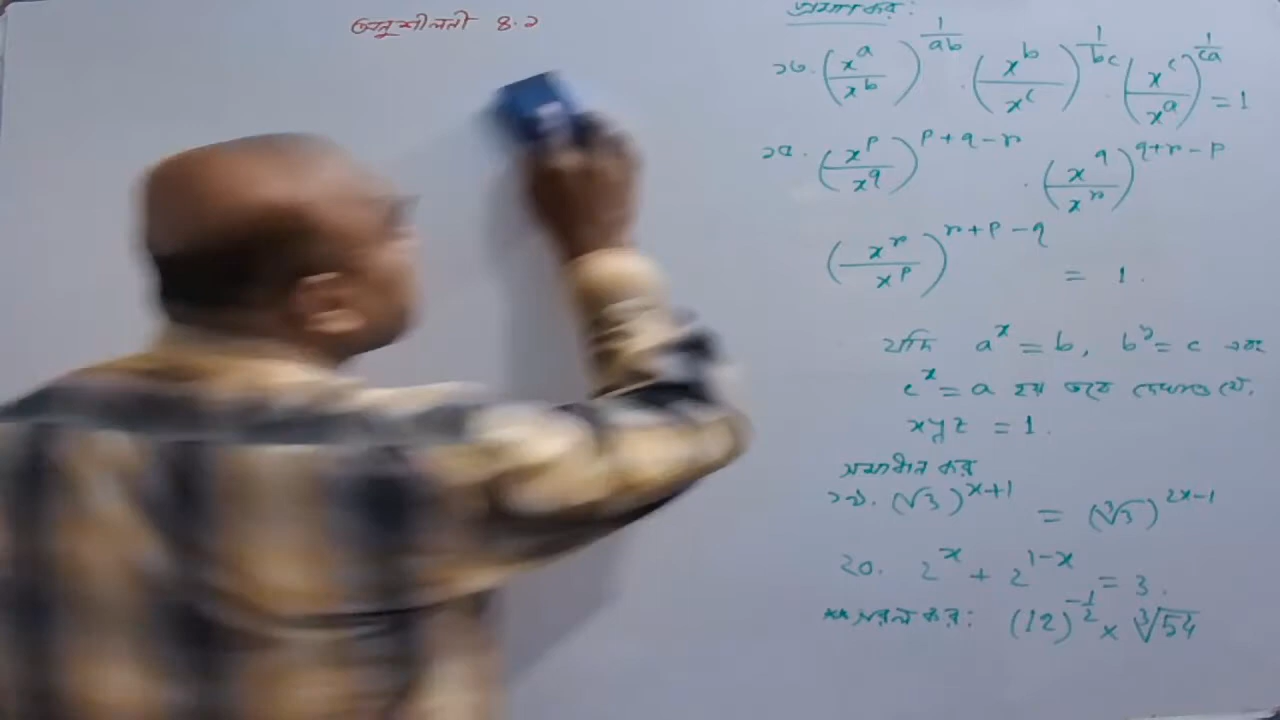 অনুশীলনী ৪.১
প্রমাণ কর:
১৬. (x^a/x^b)^(1/ab) · (x^b/x^c)^(1/bc) · (x^c/x^a)^(1/ca) = 1
১৭. (x^p/x^q)^(p+q-r) · (x^q/x^r)^(q+r-p)
(x^r/x^p)^(r+p-q) = 1.
যদি a^x = b, b^y = c এবং
c^x = a হয় তবে দেখাও যে,
xyz = 1.
সমাধান কর
১৯. (√3)^(x+1) = (∛3)^(2x-1)
20. 2^x + 2^(1-x) = 3.
**সরল কর: (12)^(-1/2) × ∛54